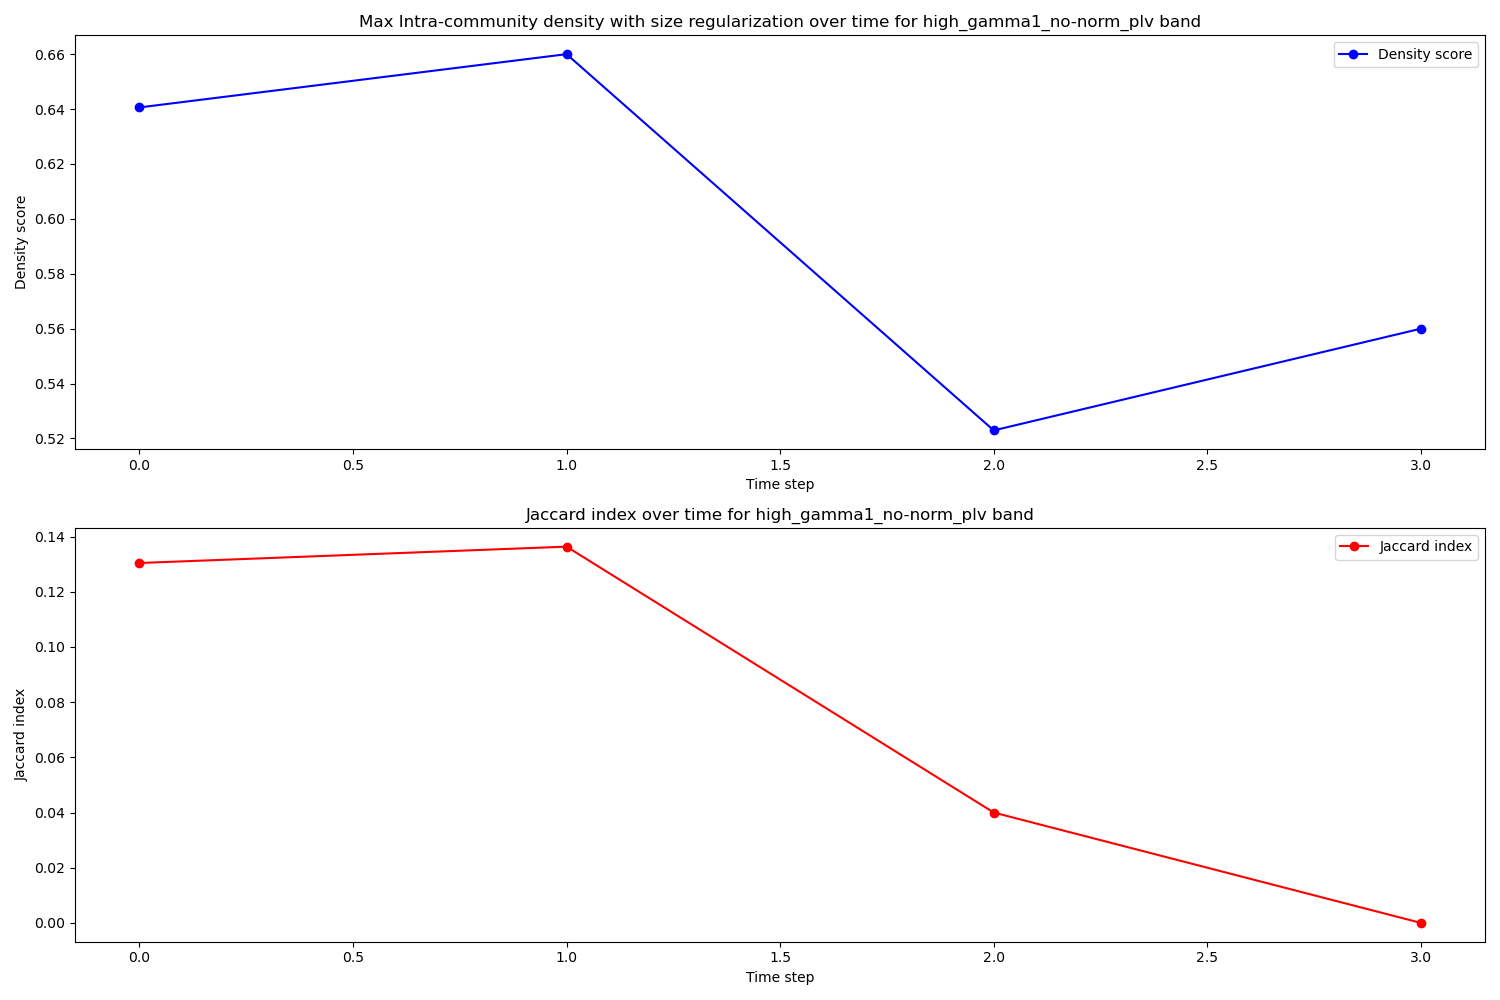 Max Intra-community density with size regularization over time for high_gamma1_no-norm_plv band
Density score
0.66
0.64
0.62
0.60
0.58
0.56
0.54
0.52
Density score
0.0 0.5 1.0 1.5 2.0 2.5 3.0
Time step
Jaccard index over time for high_gamma1_no-norm_plv band
Jaccard index
0.14
0.12
0.10
0.08
0.06
0.04
0.02
0.00
Jaccard index
0.0 0.5 1.0 1.5 2.0 2.5 3.0
Time step